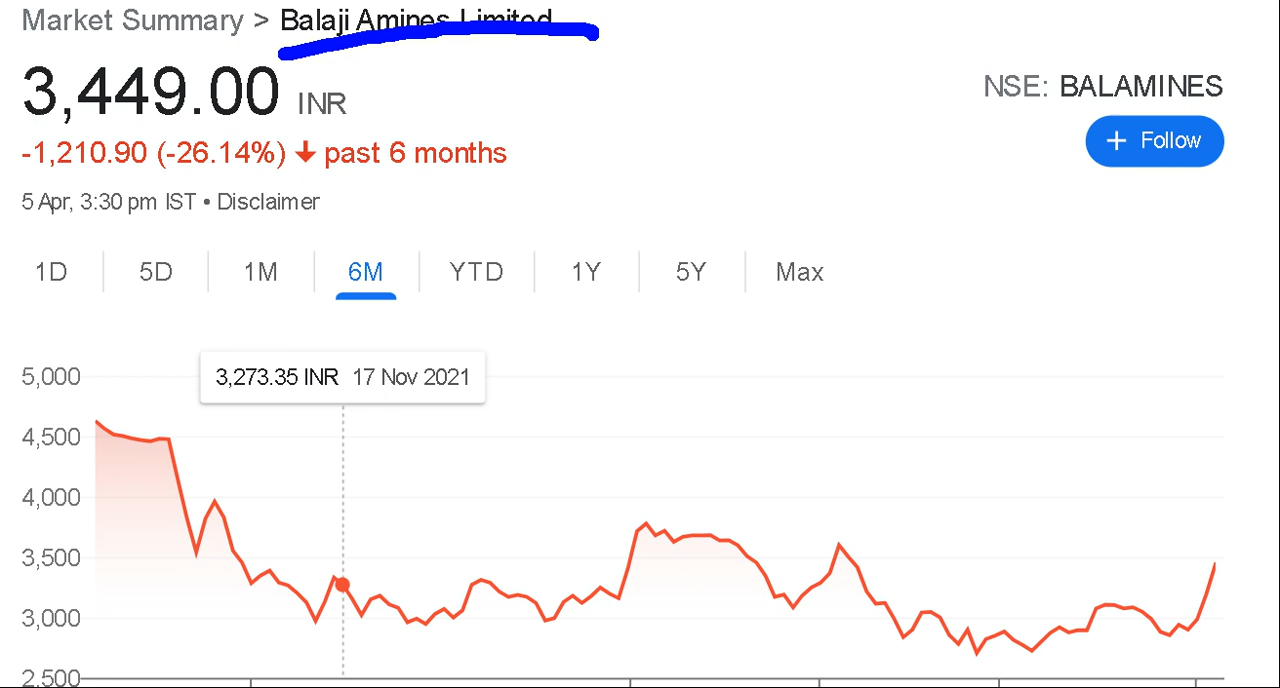 Market Summary > Balaji Amines Limited
3,449.00 INR
NSE: BALAMINES
-1,210.90 (-26.14%) ↓ past 6 months
+ Follow
5 Apr, 3:30 pm IST • Disclaimer
1D 5D 1M 6M YTD 1Y 5Y Max
3,273.35 INR 17 Nov 2021
5,000
4,500
4,000
3,500
3,000
2,500